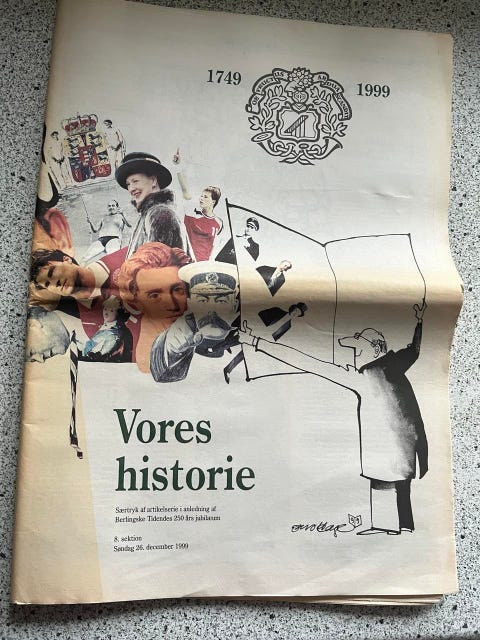 1749
1999
Vores
historie
Særtryk af artikelserie i anledning af
Berlingske Tidendes 250 års jubilæum
8. sektion
Søndag 26. december 1999